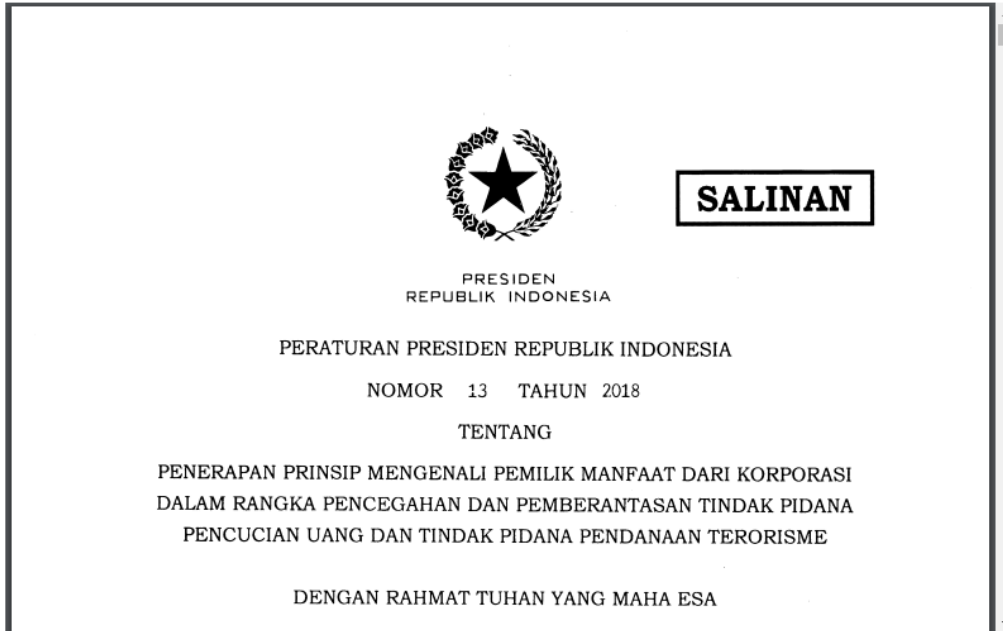 SALINAN
PRESIDEN
REPUBLIK INDONESIA
PERATURAN PRESIDEN REPUBLIK INDONESIA
NOMOR 13 TAHUN 2018
TENTANG
PENERAPAN PRINSIP MENGENALI PEMILIK MANFAAT DARI KORPORASI
DALAM RANGKA PENCEGAHAN DAN PEMBERANTASAN TINDAK PIDANA
PENCUCIAN UANG DAN TINDAK PIDANA PENDANAAN TERORISME
DENGAN RAHMAT TUHAN YANG MAHA ESA